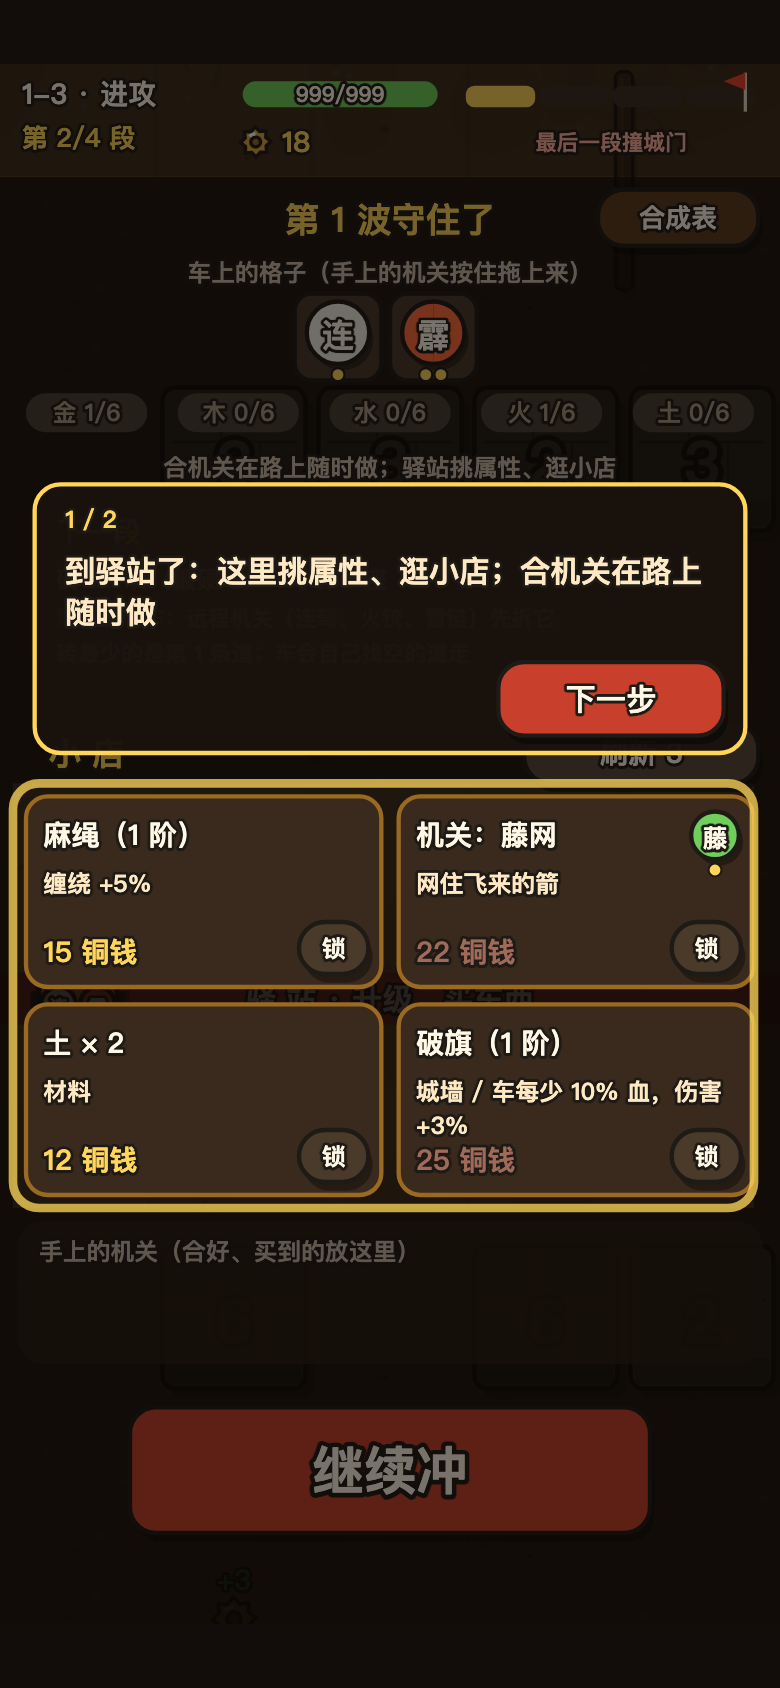 1–3 · 进攻
999/999
第 2/4 段
18
最后一段撞城门
第 1 波守住了
合成表
车上的格子（手上的机关按住拖上来）
连
霹
金 1/6
木 0/6
水 0/6
火 1/6
土 0/6
合机关在路上随时做；驿站挑属性、逛小店
1 / 2
到驿站了：这里挑属性、逛小店；合机关在路上
随时做
下一步
小店
刷新
麻绳（1 阶）
缠绕 +5%
15 铜钱
锁
机关：藤网
藤
网住飞来的箭
22 铜钱
锁
土 × 2
材料
12 铜钱
锁
破旗（1 阶）
城墙 / 车每少 10% 血，伤害
+3%
25 铜钱
锁
手上的机关（合好、买到的放这里）
继续冲
+3